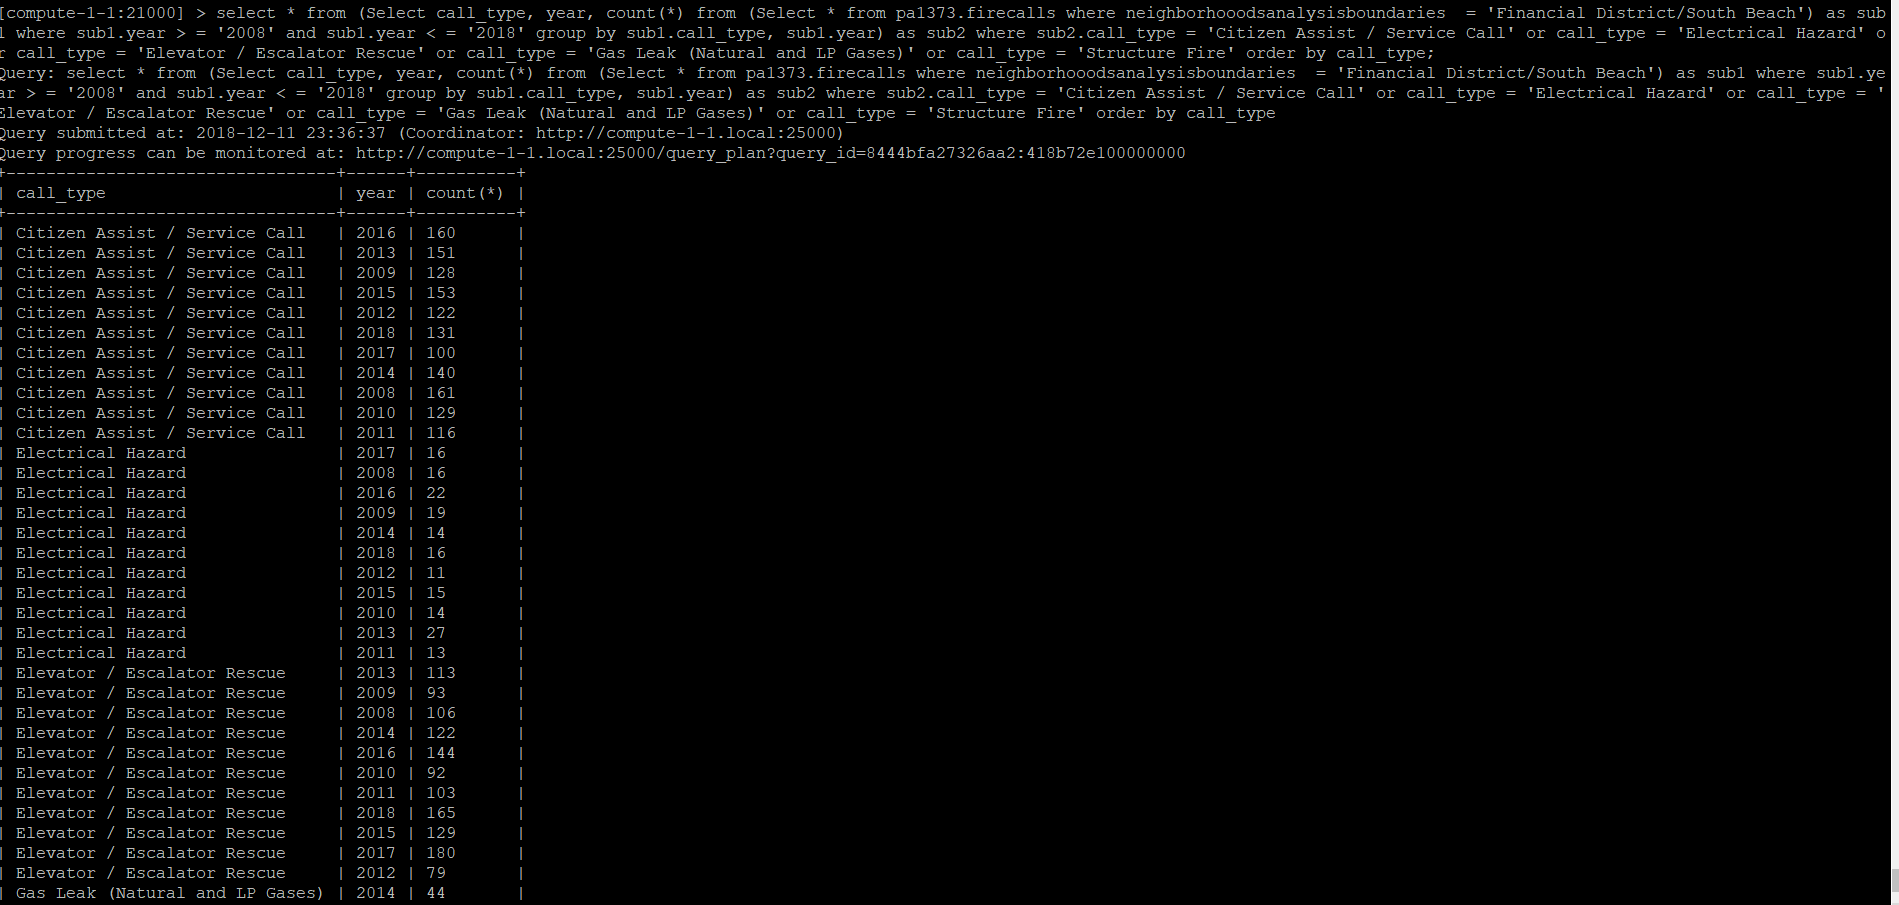 [compute-1-1:21000] > select * from (Select call_type, year, count(*) from (Select * from pa1373.firecalls where neighborhooodsanalysisboundaries  = 'Financial District/South Beach') as sub
1 where sub1.year > = '2008' and sub1.year < = '2018' group by sub1.call_type, sub1.year) as sub2 where sub2.call_type = 'Citizen Assist / Service Call' or call_type = 'Electrical Hazard' o
r call_type = 'Elevator / Escalator Rescue' or call_type = 'Gas Leak (Natural and LP Gases)' or call_type = 'Structure Fire' order by call_type;
Query: select * from (Select call_type, year, count(*) from (Select * from pa1373.firecalls where neighborhooodsanalysisboundaries  = 'Financial District/South Beach') as sub1 where sub1.ye
ar > = '2008' and sub1.year < = '2018' group by sub1.call_type, sub1.year) as sub2 where sub2.call_type = 'Citizen Assist / Service Call' or call_type = 'Electrical Hazard' or call_type = '
Elevator / Escalator Rescue' or call_type = 'Gas Leak (Natural and LP Gases)' or call_type = 'Structure Fire' order by call_type
Query submitted at: 2018-12-11 23:36:37 (Coordinator: http://compute-1-1.local:25000)
Query progress can be monitored at: http://compute-1-1.local:25000/query_plan?query_id=8444bfa27326aa2:418b72e100000000
+---------------------------------+------+----------+
| call_type                       | year | count(*) |
+---------------------------------+------+----------+
| Citizen Assist / Service Call   | 2016 | 160      |
| Citizen Assist / Service Call   | 2013 | 151      |
| Citizen Assist / Service Call   | 2009 | 128      |
| Citizen Assist / Service Call   | 2015 | 153      |
| Citizen Assist / Service Call   | 2012 | 122      |
| Citizen Assist / Service Call   | 2018 | 131      |
| Citizen Assist / Service Call   | 2017 | 100      |
| Citizen Assist / Service Call   | 2014 | 140      |
| Citizen Assist / Service Call   | 2008 | 161      |
| Citizen Assist / Service Call   | 2010 | 129      |
| Citizen Assist / Service Call   | 2011 | 116      |
| Electrical Hazard               | 2017 | 16       |
| Electrical Hazard               | 2008 | 16       |
| Electrical Hazard               | 2016 | 22       |
| Electrical Hazard               | 2009 | 19       |
| Electrical Hazard               | 2014 | 14       |
| Electrical Hazard               | 2018 | 16       |
| Electrical Hazard               | 2012 | 11       |
| Electrical Hazard               | 2015 | 15       |
| Electrical Hazard               | 2010 | 14       |
| Electrical Hazard               | 2013 | 27       |
| Electrical Hazard               | 2011 | 13       |
| Elevator / Escalator Rescue     | 2013 | 113      |
| Elevator / Escalator Rescue     | 2009 | 93       |
| Elevator / Escalator Rescue     | 2008 | 106      |
| Elevator / Escalator Rescue     | 2014 | 122      |
| Elevator / Escalator Rescue     | 2016 | 144      |
| Elevator / Escalator Rescue     | 2010 | 92       |
| Elevator / Escalator Rescue     | 2011 | 103      |
| Elevator / Escalator Rescue     | 2018 | 165      |
| Elevator / Escalator Rescue     | 2015 | 129      |
| Elevator / Escalator Rescue     | 2017 | 180      |
| Elevator / Escalator Rescue     | 2012 | 79       |
| Gas Leak (Natural and LP Gases) | 2014 | 44       |